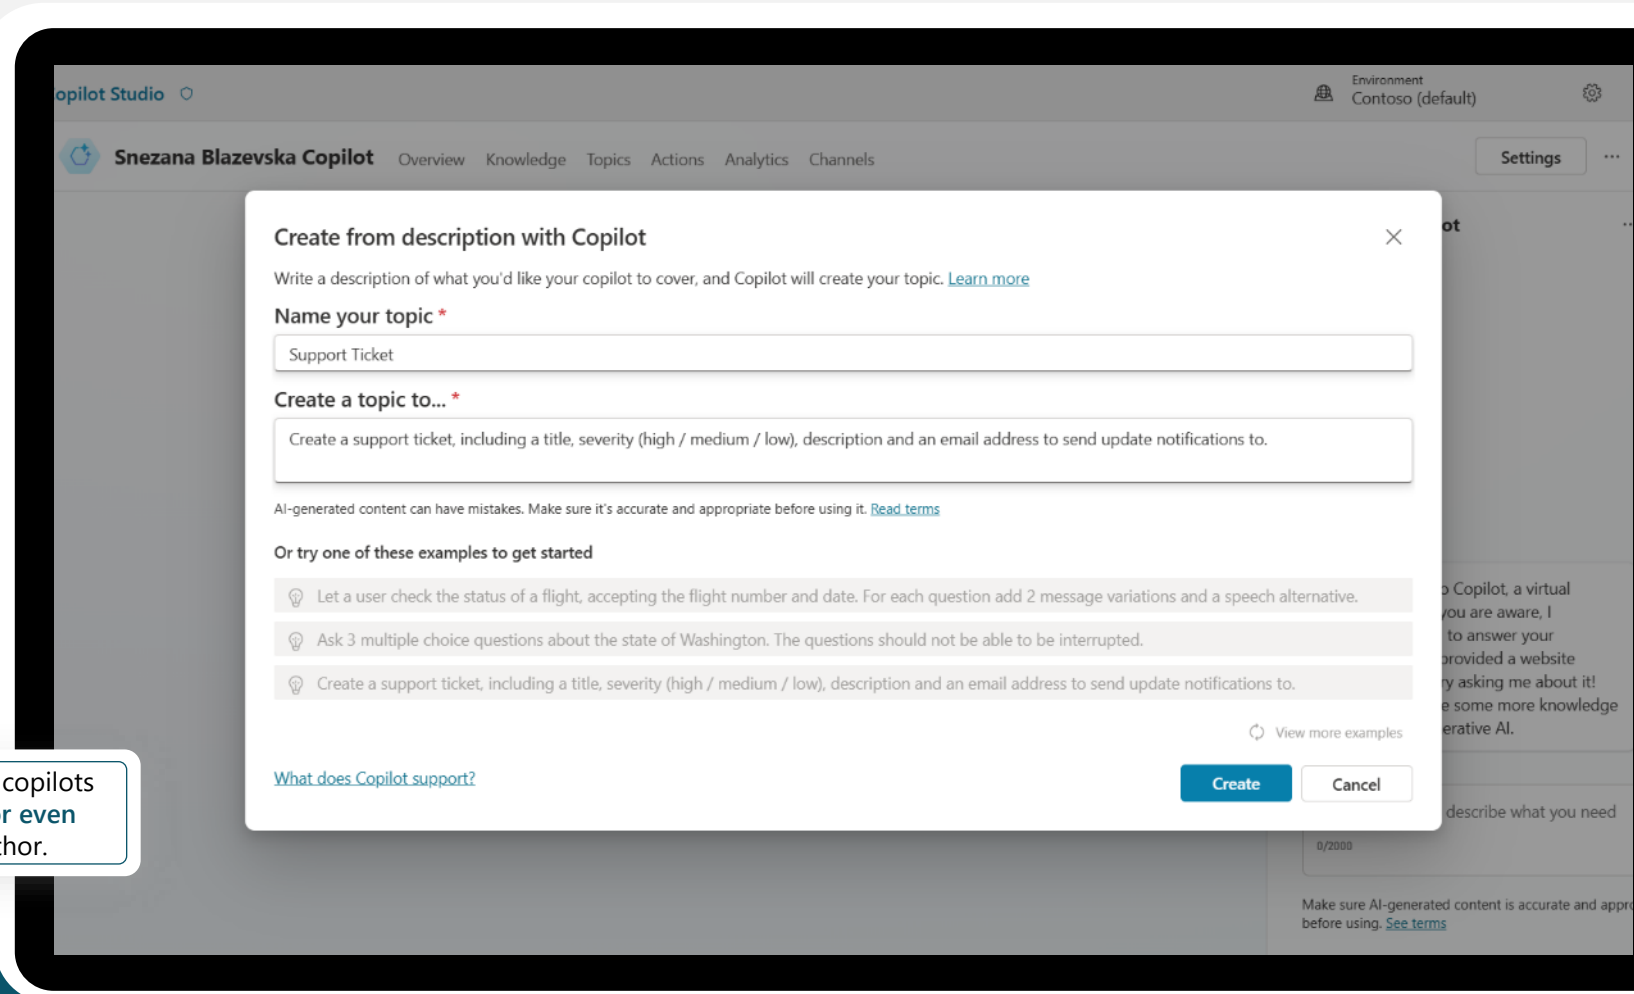 opilot Studio
Environment
Contoso (default)
Snezana Blazevska Copilot Overview Knowledge Topics Actions Analytics Channels
Settings
Create from description with Copilot
Write a description of what you'd like your copilot to cover, and Copilot will create your topic. Learn more
Name your topic *
Support Ticket
Create a topic to... *
Create a support ticket, including a title, severity (high / medium / low), description and an email address to send update notifications to.
AI-generated content can have mistakes. Make sure it's accurate and appropriate before using it. Read terms
Or try one of these examples to get started
Let a user check the status of a flight, accepting the flight number and date. For each question add 2 message variations and a speech alternative.
Ask 3 multiple choice questions about the state of Washington. The questions should not be able to be interrupted.
Create a support ticket, including a title, severity (high / medium / low), description and an email address to send update notifications to.
View more examples
What does Copilot support?
Create
Cancel
ot
o Copilot, a virtual
you are aware, I
to answer your
provided a website
ry asking me about it!
e some more knowledge
erative AI.
describe what you need
0/2000
Make sure AI-generated content is accurate and appro
before using. See terms
copilots
r even
hor.